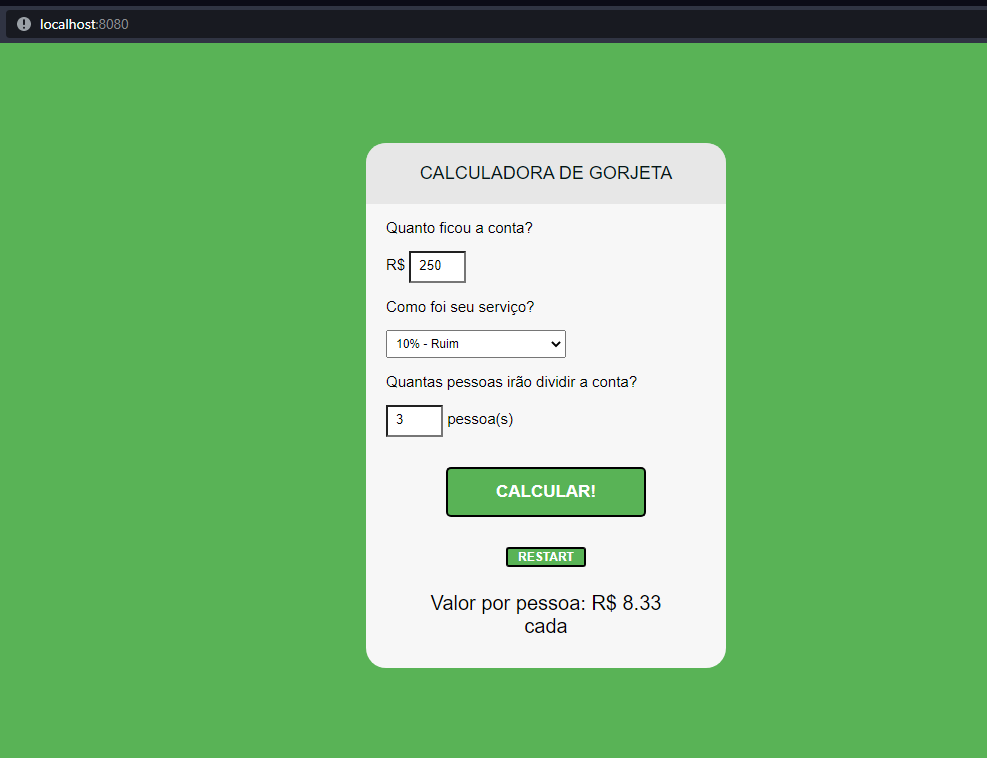 localhost:8080
CALCULADORA DE GORJETA
Quanto ficou a conta?
R$ 250
Como foi seu serviço?
10% - Ruim
Quantas pessoas irão dividir a conta?
3 pessoa(s)
CALCULAR!
RESTART
Valor por pessoa: R$ 8.33
cada